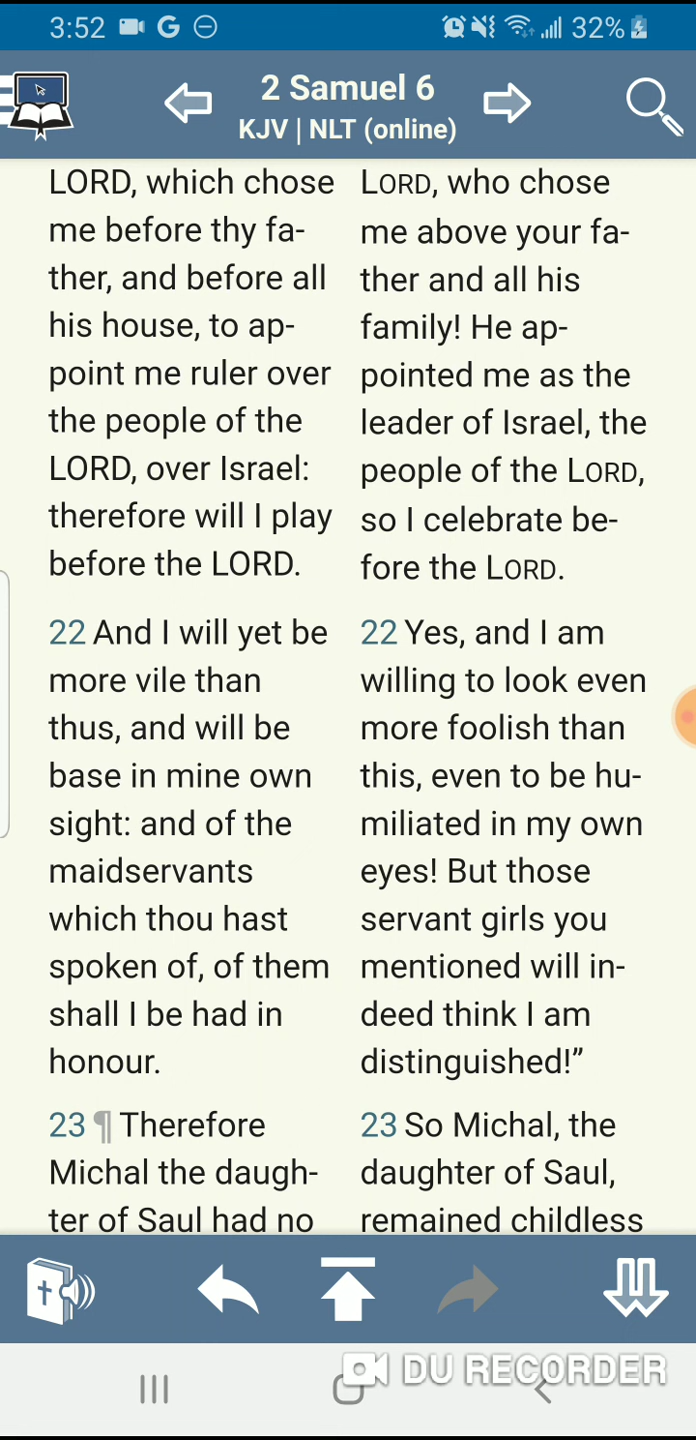 3:52
32%
2 Samuel 6
KJV | NLT (online)
LORD, which chose
me before thy fa-
ther, and before all
his house, to ap-
point me ruler over
the people of the
LORD, over Israel:
therefore will I play
before the LORD.
22 And I will yet be
more vile than
thus, and will be
base in mine own
sight: and of the
maidservants
which thou hast
spoken of, of them
shall I be had in
honour.
23 ¶ Therefore
Michal the daugh-
ter of Saul had no
LORD, who chose
me above your fa-
ther and all his
family! He ap-
pointed me as the
leader of Israel, the
people of the LORD,
so I celebrate be-
fore the LORD.
22 Yes, and I am
willing to look even
more foolish than
this, even to be hu-
miliated in my own
eyes! But those
servant girls you
mentioned will in-
deed think I am
distinguished!”
23 So Michal, the
daughter of Saul,
remained childless
DU RECORDER